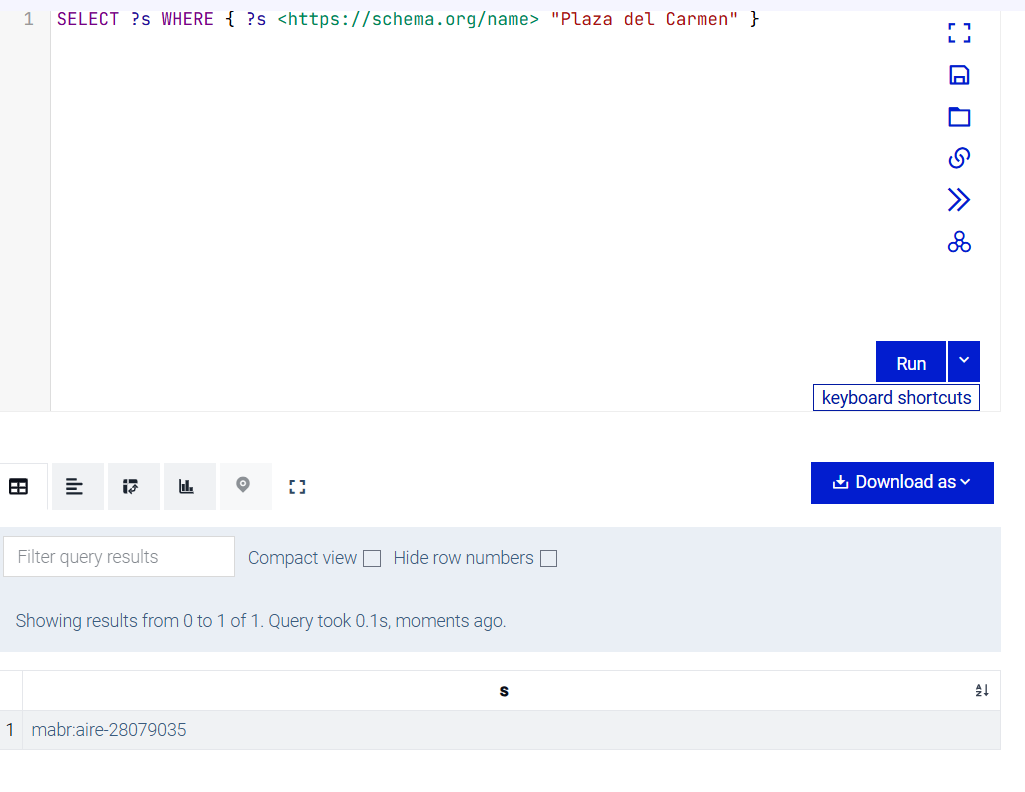 1 SELECT ?s WHERE { ?s <https://schema.org/name> "Plaza del Carmen" }
Run
keyboard shortcuts
Download as
Filter query results Compact view Hide row numbers
Showing results from 0 to 1 of 1. Query took 0.1s, moments ago.
s
1 mabr:aire-28079035